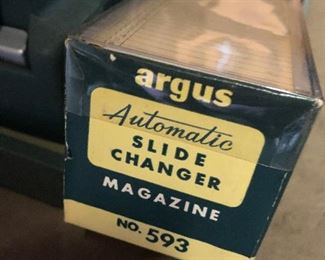 argus
Automatic
SLIDE
CHANGER
MAGAZINE
NO. 593